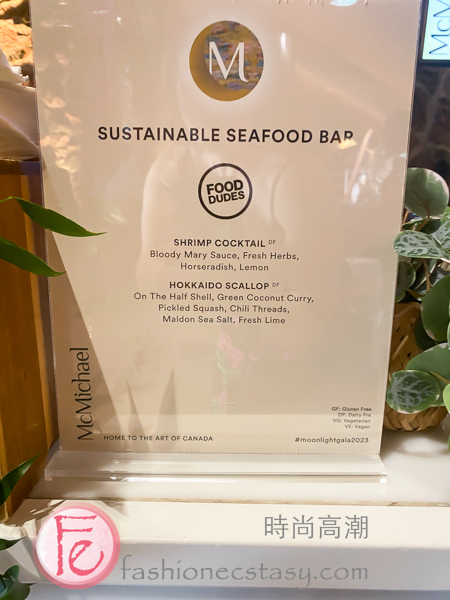 McM
M
SUSTAINABLE SEAFOOD BAR
FOOD
DUDES
SHRIMP COCKTAIL DF
Bloody Mary Sauce, Fresh Herbs,
Horseradish, Lemon
HOKKAIDO SCALLOP DF
On The Half Shell, Green Coconut Curry,
Pickled Squash, Chili Threads,
Maldon Sea Salt, Fresh Lime
McMichael
GF: Gluten Free
DF: Dairy Fre
VG: Vegetarian
VE: Vegan
HOME TO THE ART OF CANADA
#moonlightgala2023
Fe
時尚高潮
fashionecstasy.com